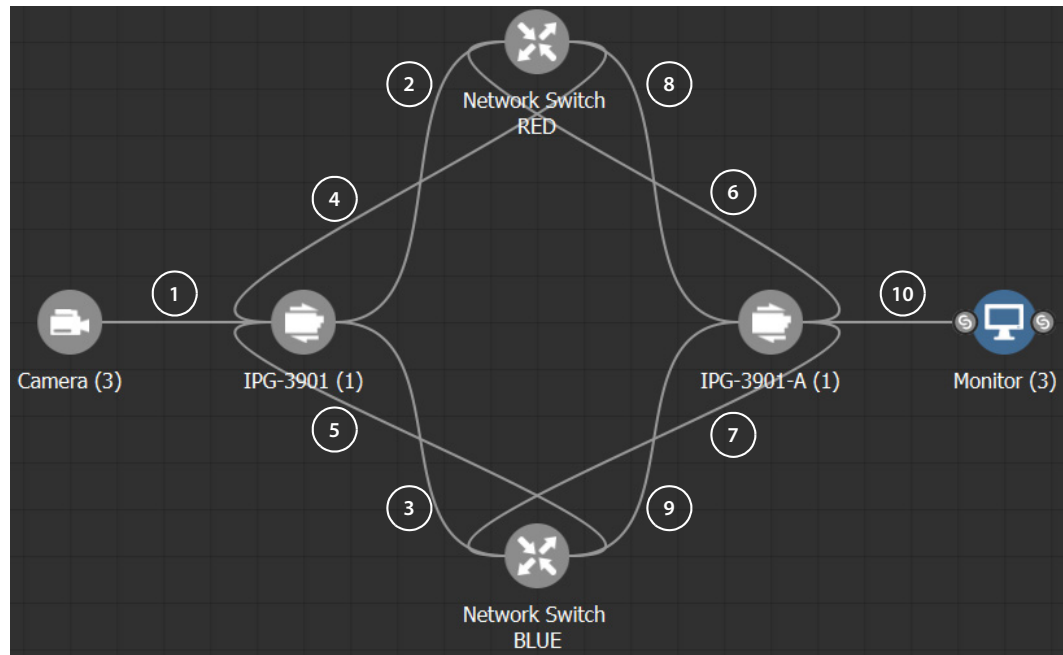 2
8
Network Switch
RED
4
6
1
10
Camera (3)
IPG-3901 (1)
IPG-3901-A (1)
Monitor (3)
5
7
3
9
Network Switch
BLUE